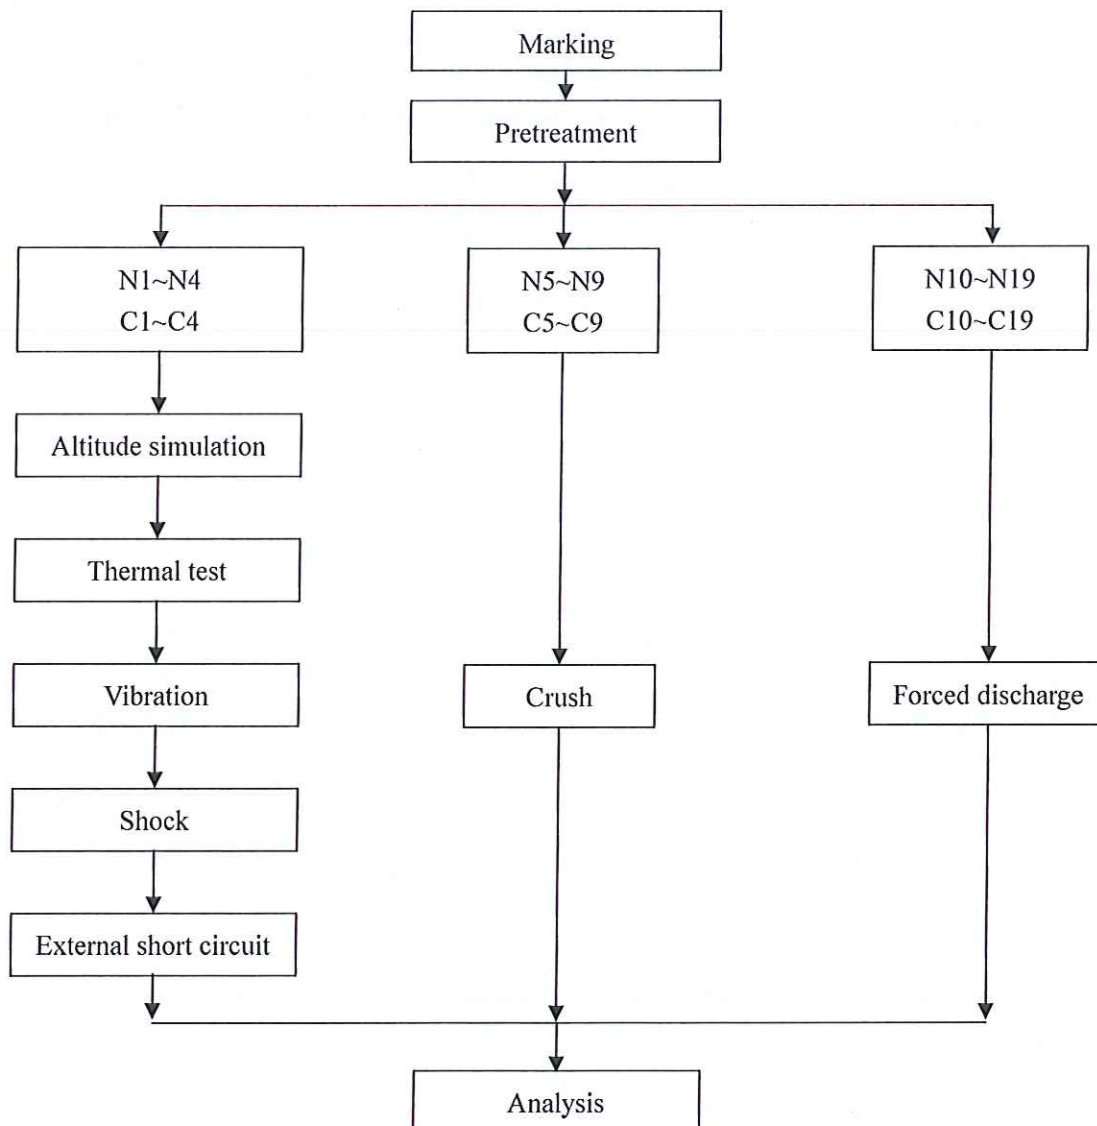 Marking
Pretreatment
N1~N4
C1~C4
N5~N9
C5~C9
N10~N19
C10~C19
Altitude simulation
Thermal test
Vibration
Crush
Forced discharge
Shock
External short circuit
Analysis